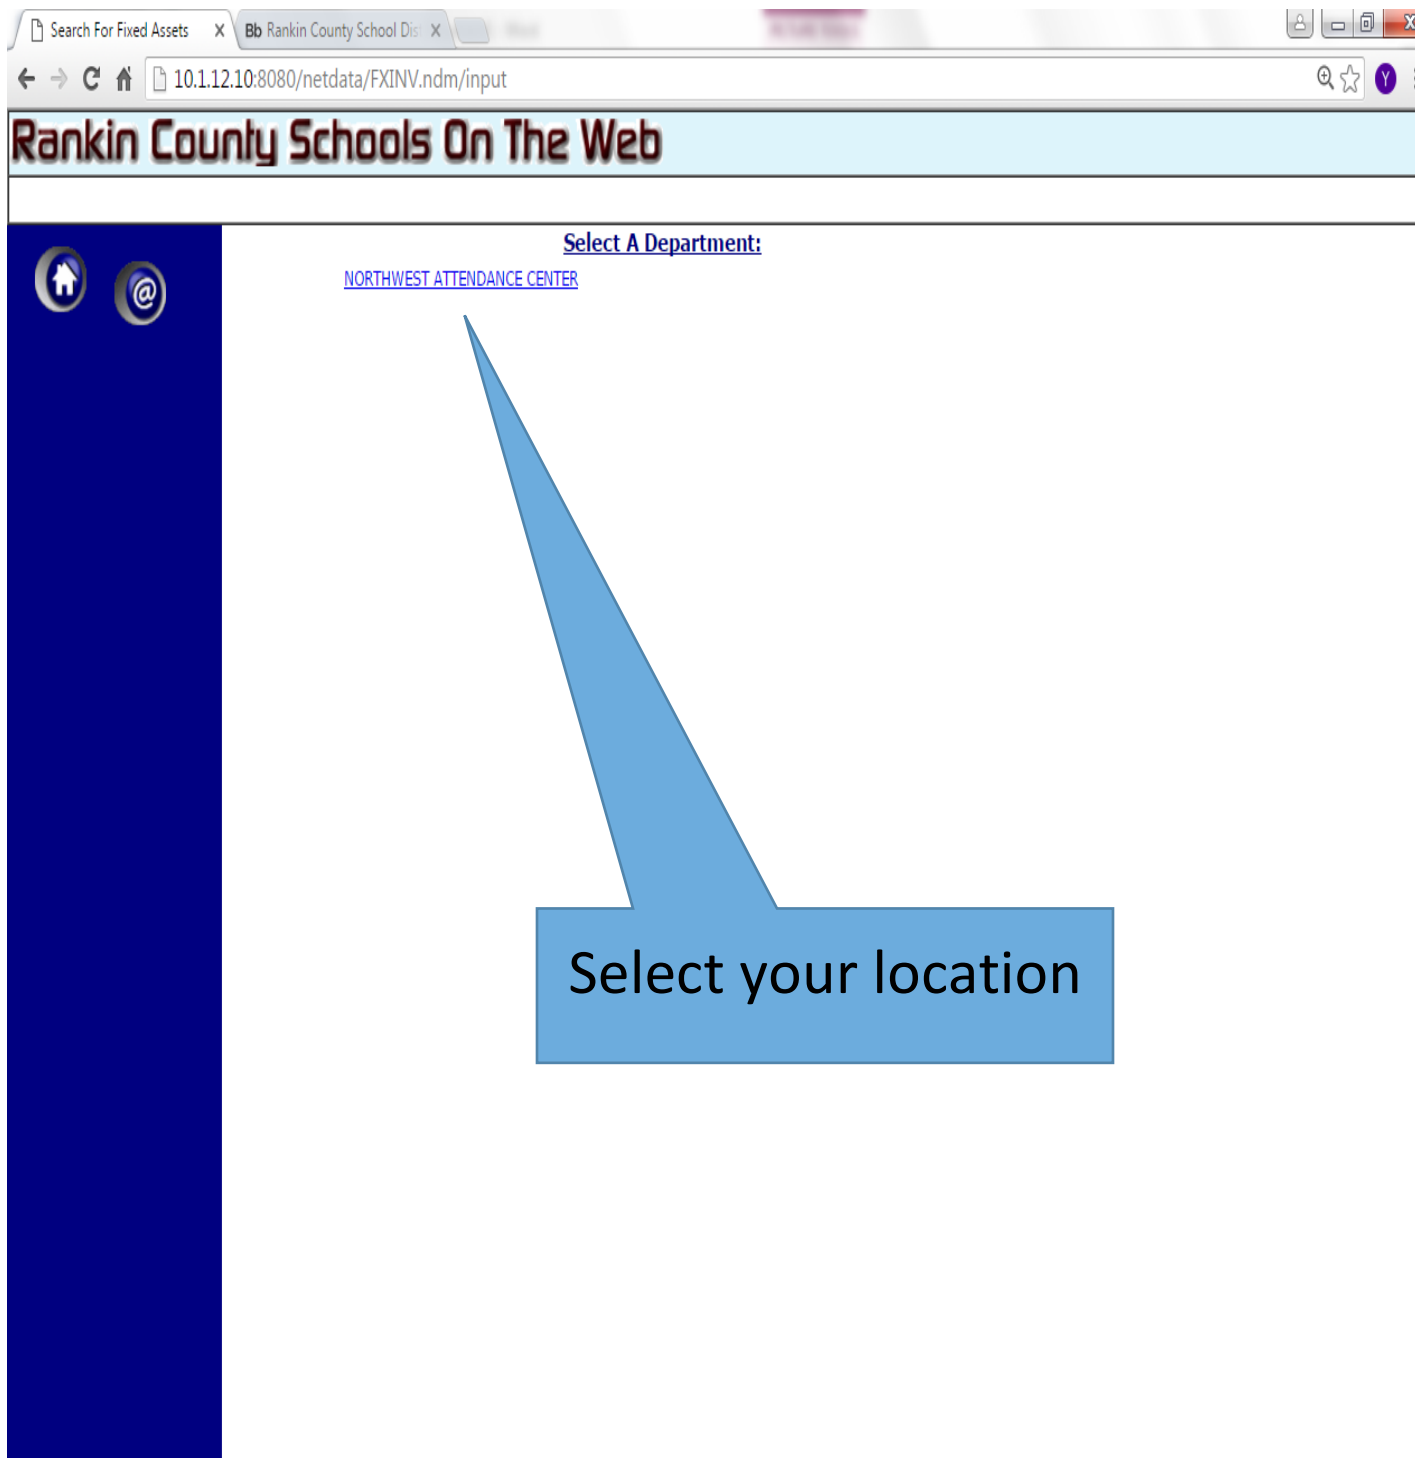 Search For Fixed Assets
Bb Rankin County School Dis
10.1.12.10:8080/netdata/FXINV.ndm/input
Y
Rankin County Schools On The Web
Select A Department:
@
NORTHWEST ATTENDANCE CENTER
Select your location